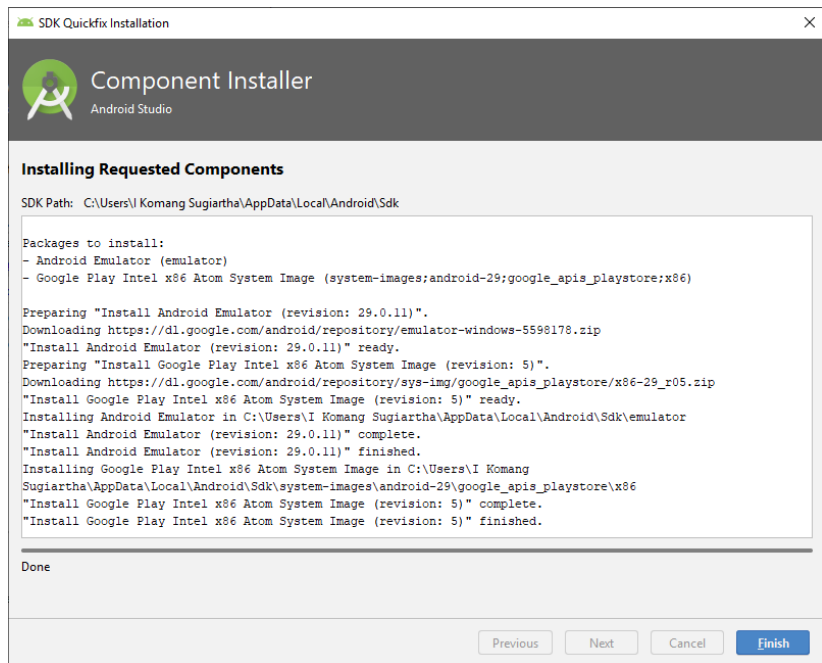 SDK Quickfix Installation
Component Installer
Android Studio
Installing Requested Components
SDK Path: C:\Users\I Komang Sugiartha\AppData\Local\Android\Sdk
Packages to install:
- Android Emulator (emulator)
- Google Play Intel x86 Atom System Image (system-images;android-29;google_apis_playstore;x86)
Preparing "Install Android Emulator (revision: 29.0.11)".
Downloading https://dl.google.com/android/repository/emulator-windows-5598178.zip
"Install Android Emulator (revision: 29.0.11)" ready.
Preparing "Install Google Play Intel x86 Atom System Image (revision: 5)".
Downloading https://dl.google.com/android/repository/sys-img/google_apis_playstore/x86-29_r05.zip
"Install Google Play Intel x86 Atom System Image (revision: 5)" ready.
Installing Android Emulator in C:\Users\I Komang Sugiartha\AppData\Local\Android\Sdk\emulator
"Install Android Emulator (revision: 29.0.11)" complete.
"Install Android Emulator (revision: 29.0.11)" finished.
Installing Google Play Intel x86 Atom System Image in C:\Users\I Komang
Sugiartha\AppData\Local\Android\Sdk\system-images\android-29\google_apis_playstore\x86
"Install Google Play Intel x86 Atom System Image (revision: 5)" complete.
"Install Google Play Intel x86 Atom System Image (revision: 5)" finished.
Done
Previous Next Cancel Finish